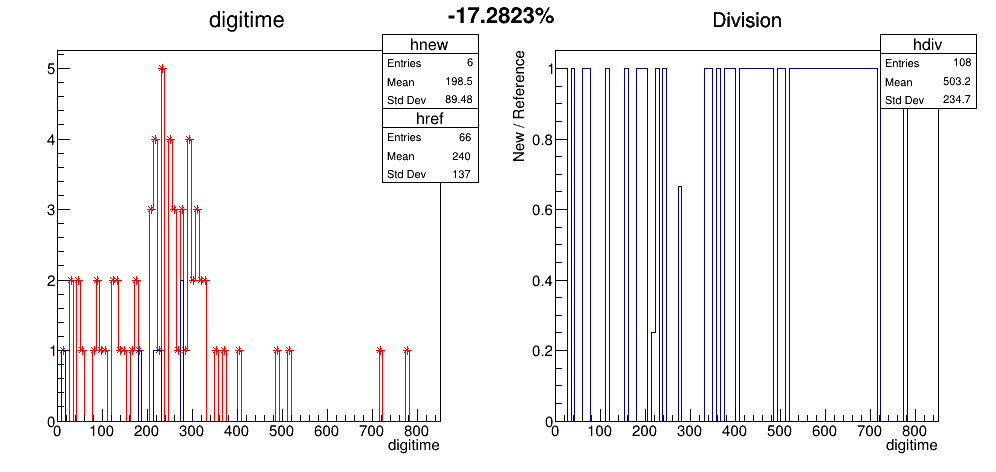 -17.2823%
digitime
hnew
Entries 6
Mean 198.5
Std Dev 89.48
href
Entries 66
Mean 240
Std Dev 137
5
4
3
2
1
0
0 100 200 300 400 500 600 700 800
digitime
Division
hdiv
Entries 108
Mean 503.2
Std Dev 234.7
New / Reference
1
0.8
0.6
0.4
0.2
0
0 100 200 300 400 500 600 700 800
digitime